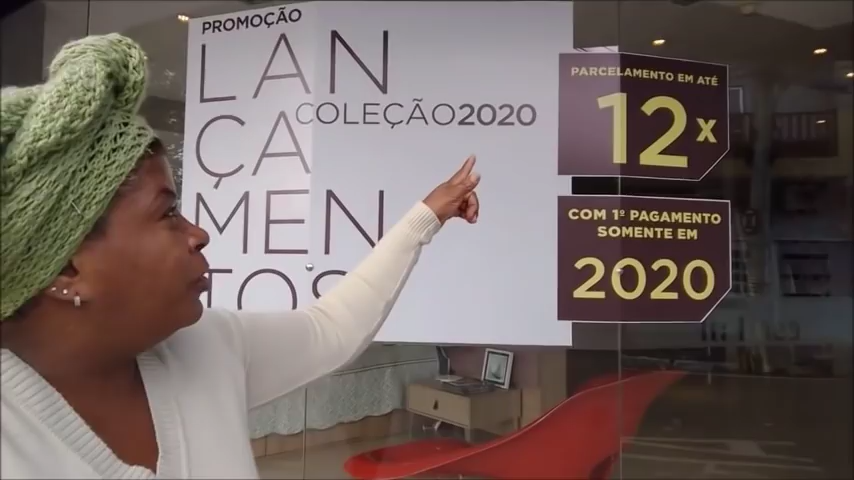 PROMOÇÃO
LAN
ÇA
MEN
TOS
COLEÇÃO2020
PARCELAMENTO EM ATÉ
12x
COM 1º PAGAMENTO
SOMENTE EM
2020